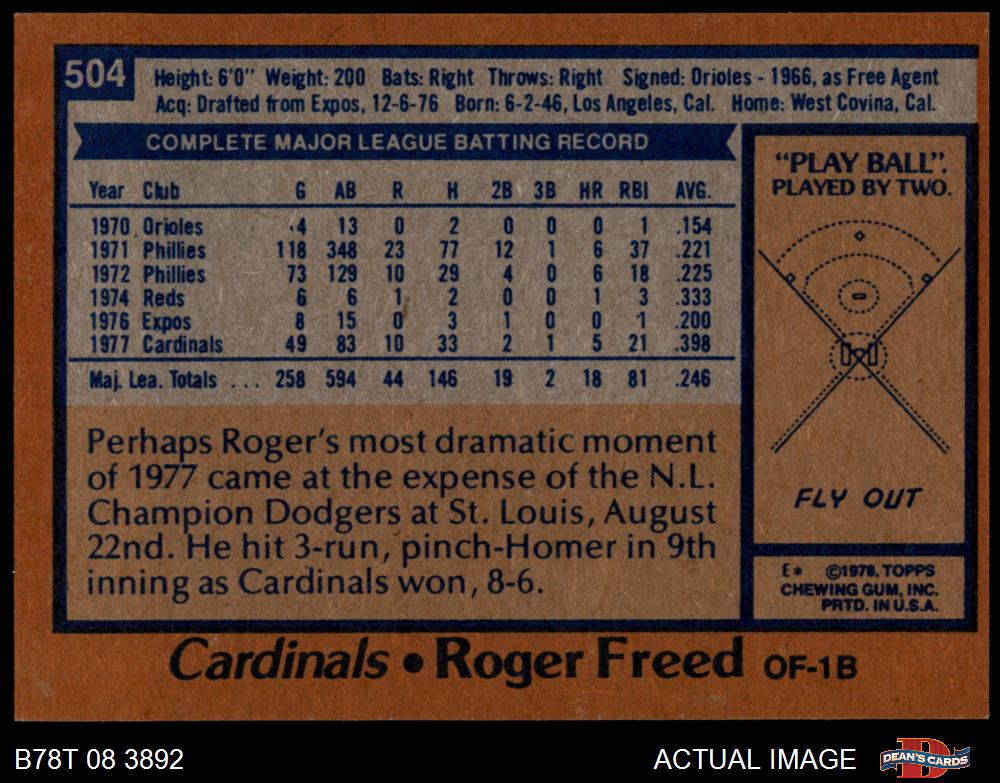 504
Height: 6'0" Weight: 200 Bats: Right Throws: Right Signed: Orioles - 1966, as Free Agent
Acq: Drafted from Expos, 12-6-76 Born: 6-2-46, Los Angeles, Cal. Home: West Covina, Cal.
COMPLETE MAJOR LEAGUE BATTING RECORD
Year Club G AB R H 2B 3B HR RBI AVG.
1970 Orioles 4 13 0 2 0 0 0 1 .154
1971 Phillies 118 348 23 77 12 1 6 37 .221
1972 Phillies 73 129 10 29 4 0 6 18 .225
1974 Reds 6 6 1 2 0 0 1 3 .333
1976 Expos 8 15 0 3 1 0 0 1 .200
1977 Cardinals 49 83 10 33 2 1 5 21 .398
Maj. Lea. Totals . . . 258 594 44 146 19 2 18 81 .246
Perhaps Roger's most dramatic moment
of 1977 came at the expense of the N.L.
Champion Dodgers at St. Louis, August
22nd. He hit 3-run, pinch-Homer in 9th
inning as Cardinals won, 8-6.
"PLAY BALL".
PLAYED BY TWO.
FLY OUT
E* ©1978, TOPPS
CHEWING GUM, INC.
PRTD. IN U.S.A.
Cardinals • Roger Freed OF-1B
B78T 08 3892
ACTUAL IMAGE
DEAN'S CARDS